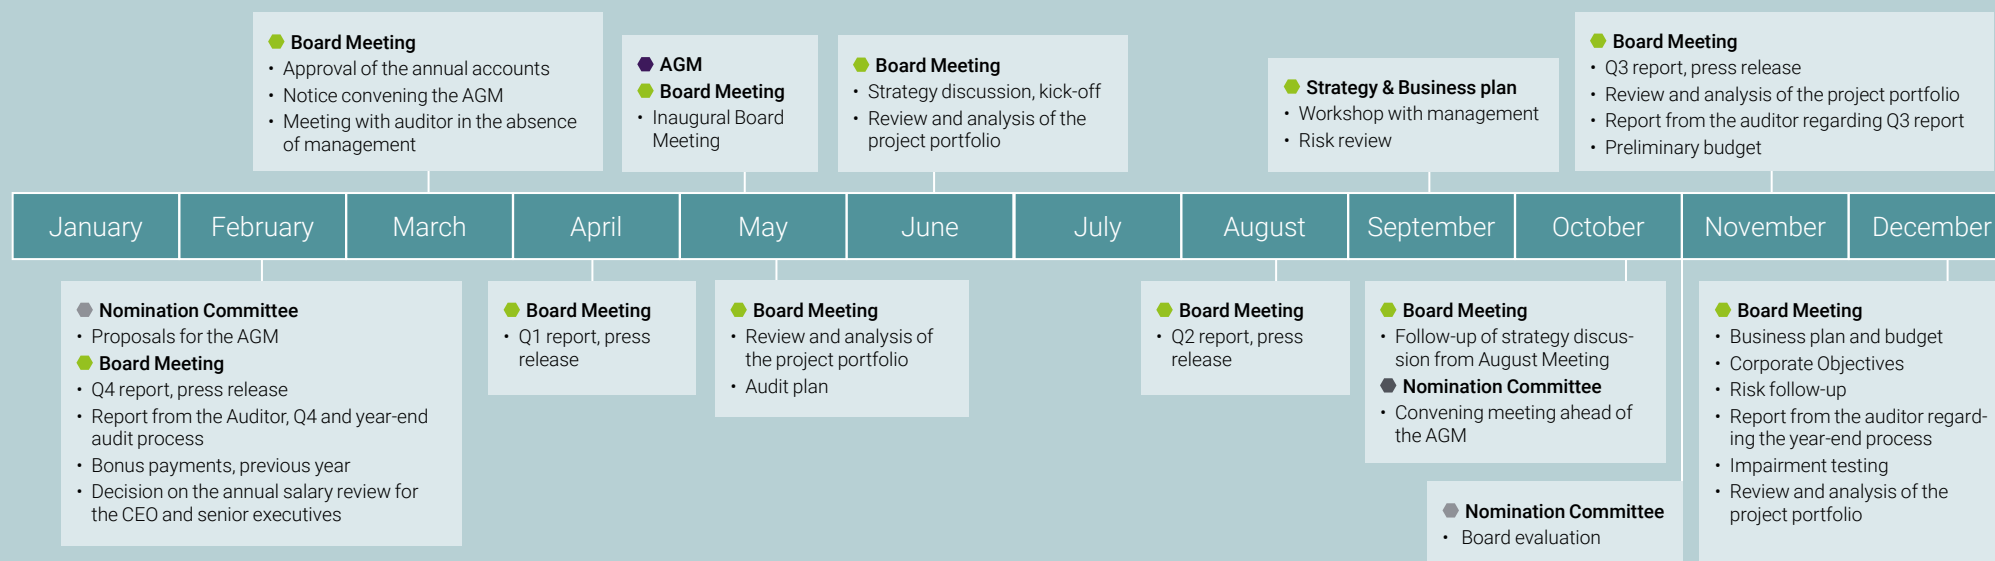 Board Meeting
• Approval of the annual accounts
• Notice convening the AGM
• Meeting with auditor in the absence
of management
AGM
Board Meeting
• Inaugural Board
Meeting
Board Meeting
• Strategy discussion, kick-off
• Review and analysis of the
project portfolio
Strategy & Business plan
• Workshop with management
• Risk review
Board Meeting
• Q3 report, press release
• Review and analysis of the project portfolio
• Report from the auditor regarding Q3 report
• Preliminary budget
January
February
March
April
May
June
July
August
September
October
November
December
Nomination Committee
• Proposals for the AGM
Board Meeting
• Q4 report, press release
• Report from the Auditor, Q4 and year-end
audit process
• Bonus payments, previous year
• Decision on the annual salary review for
the CEO and senior executives
Board Meeting
• Q1 report, press
release
Board Meeting
• Review and analysis of
the project portfolio
• Audit plan
Board Meeting
• Q2 report, press
release
Board Meeting
• Follow-up of strategy discus-
sion from August Meeting
Nomination Committee
• Convening meeting ahead of
the AGM
Nomination Committee
• Board evaluation
Board Meeting
• Business plan and budget
• Corporate Objectives
• Risk follow-up
• Report from the auditor regard-
ing the year-end process
• Impairment testing
• Review and analysis of the
project portfolio